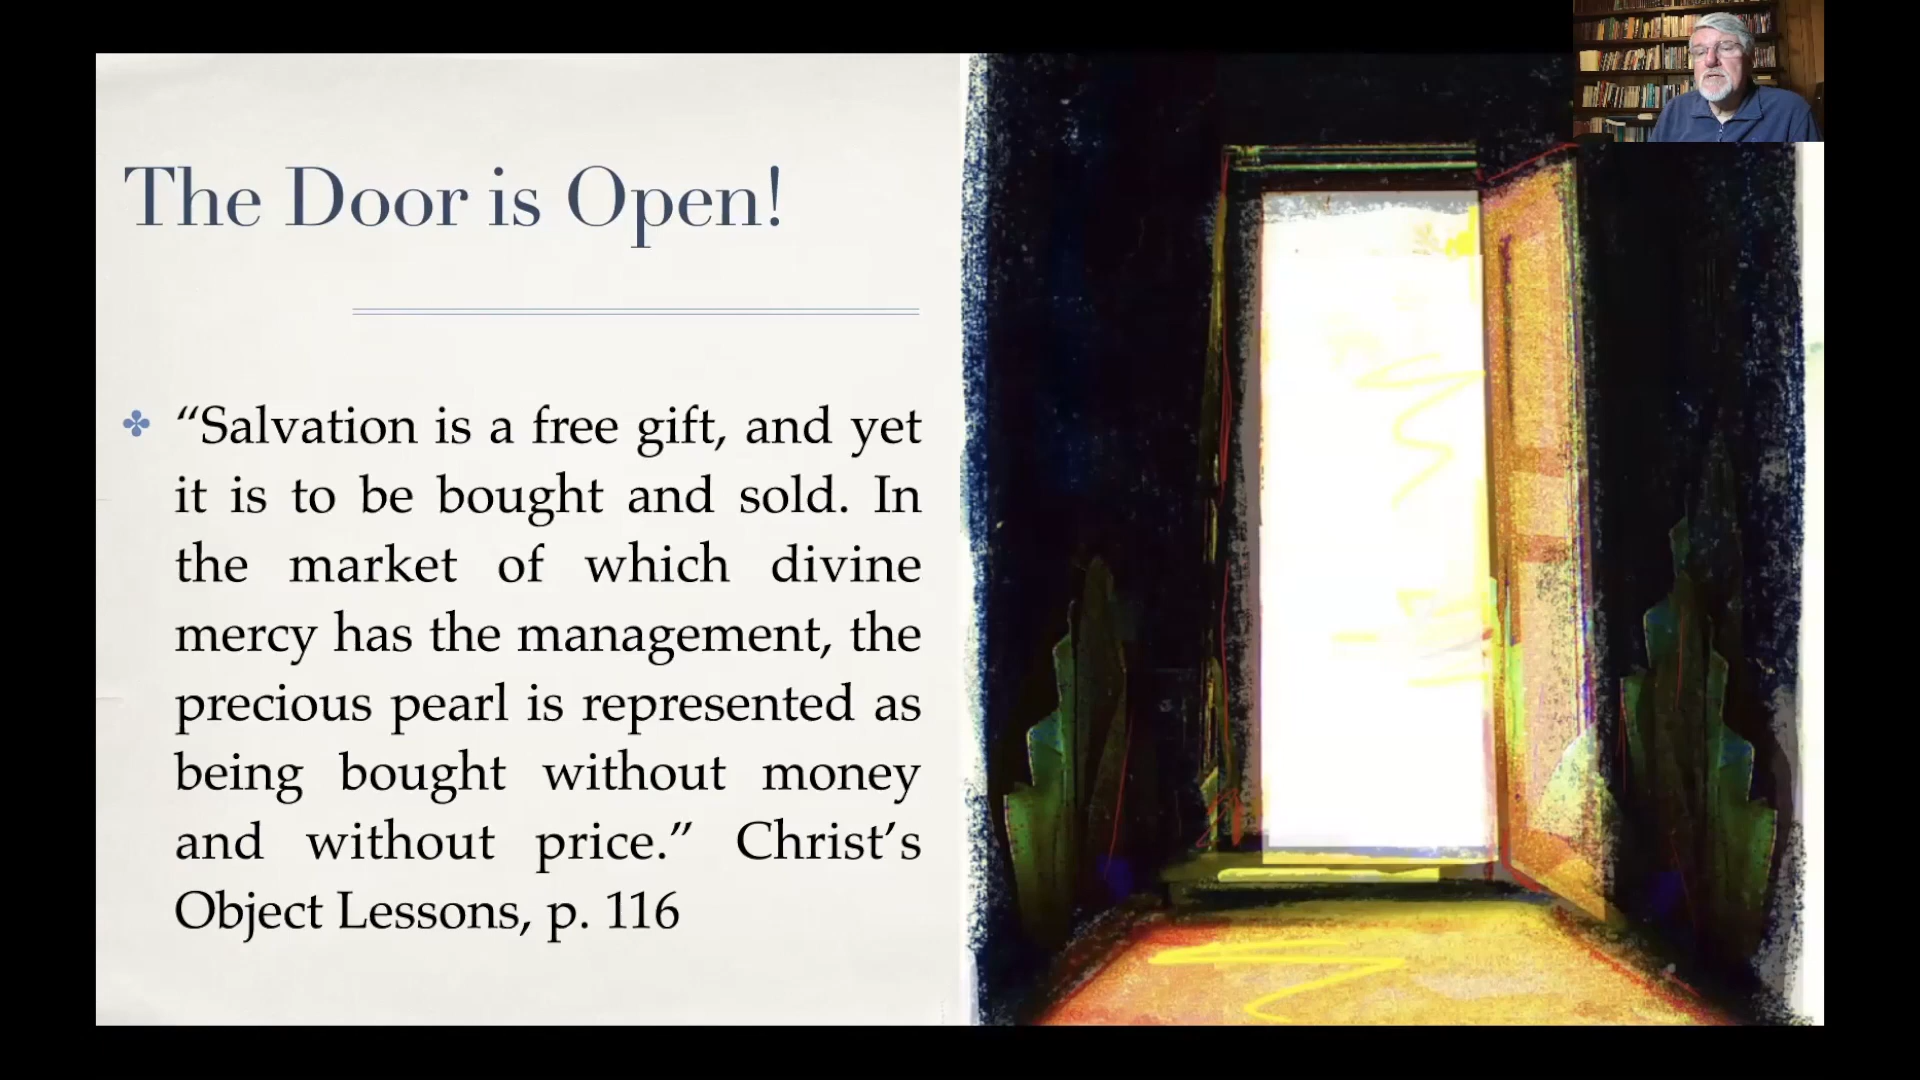 The Door is Open!
“Salvation is a free gift, and yet
it is to be bought and sold. In
the market of which divine
mercy has the management, the
precious pearl is represented as
being bought without money
and without price.” Christ’s
Object Lessons, p. 116